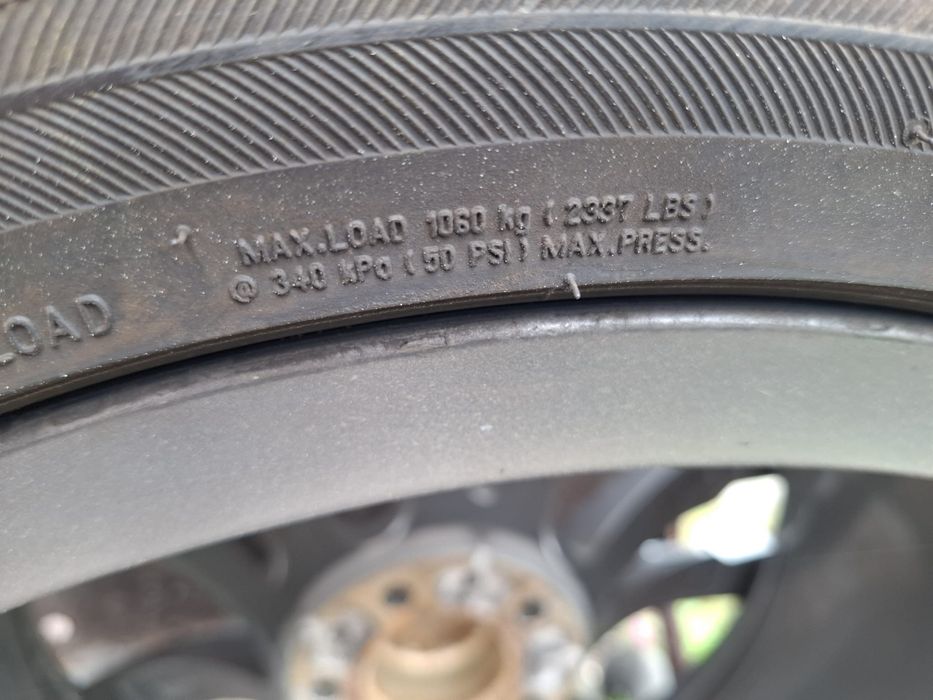 MAX.LOAD 1060 kg ( 2337 LBS )
@ 340 kPa ( 50 PSI ) MAX.PRESS.
LOAD